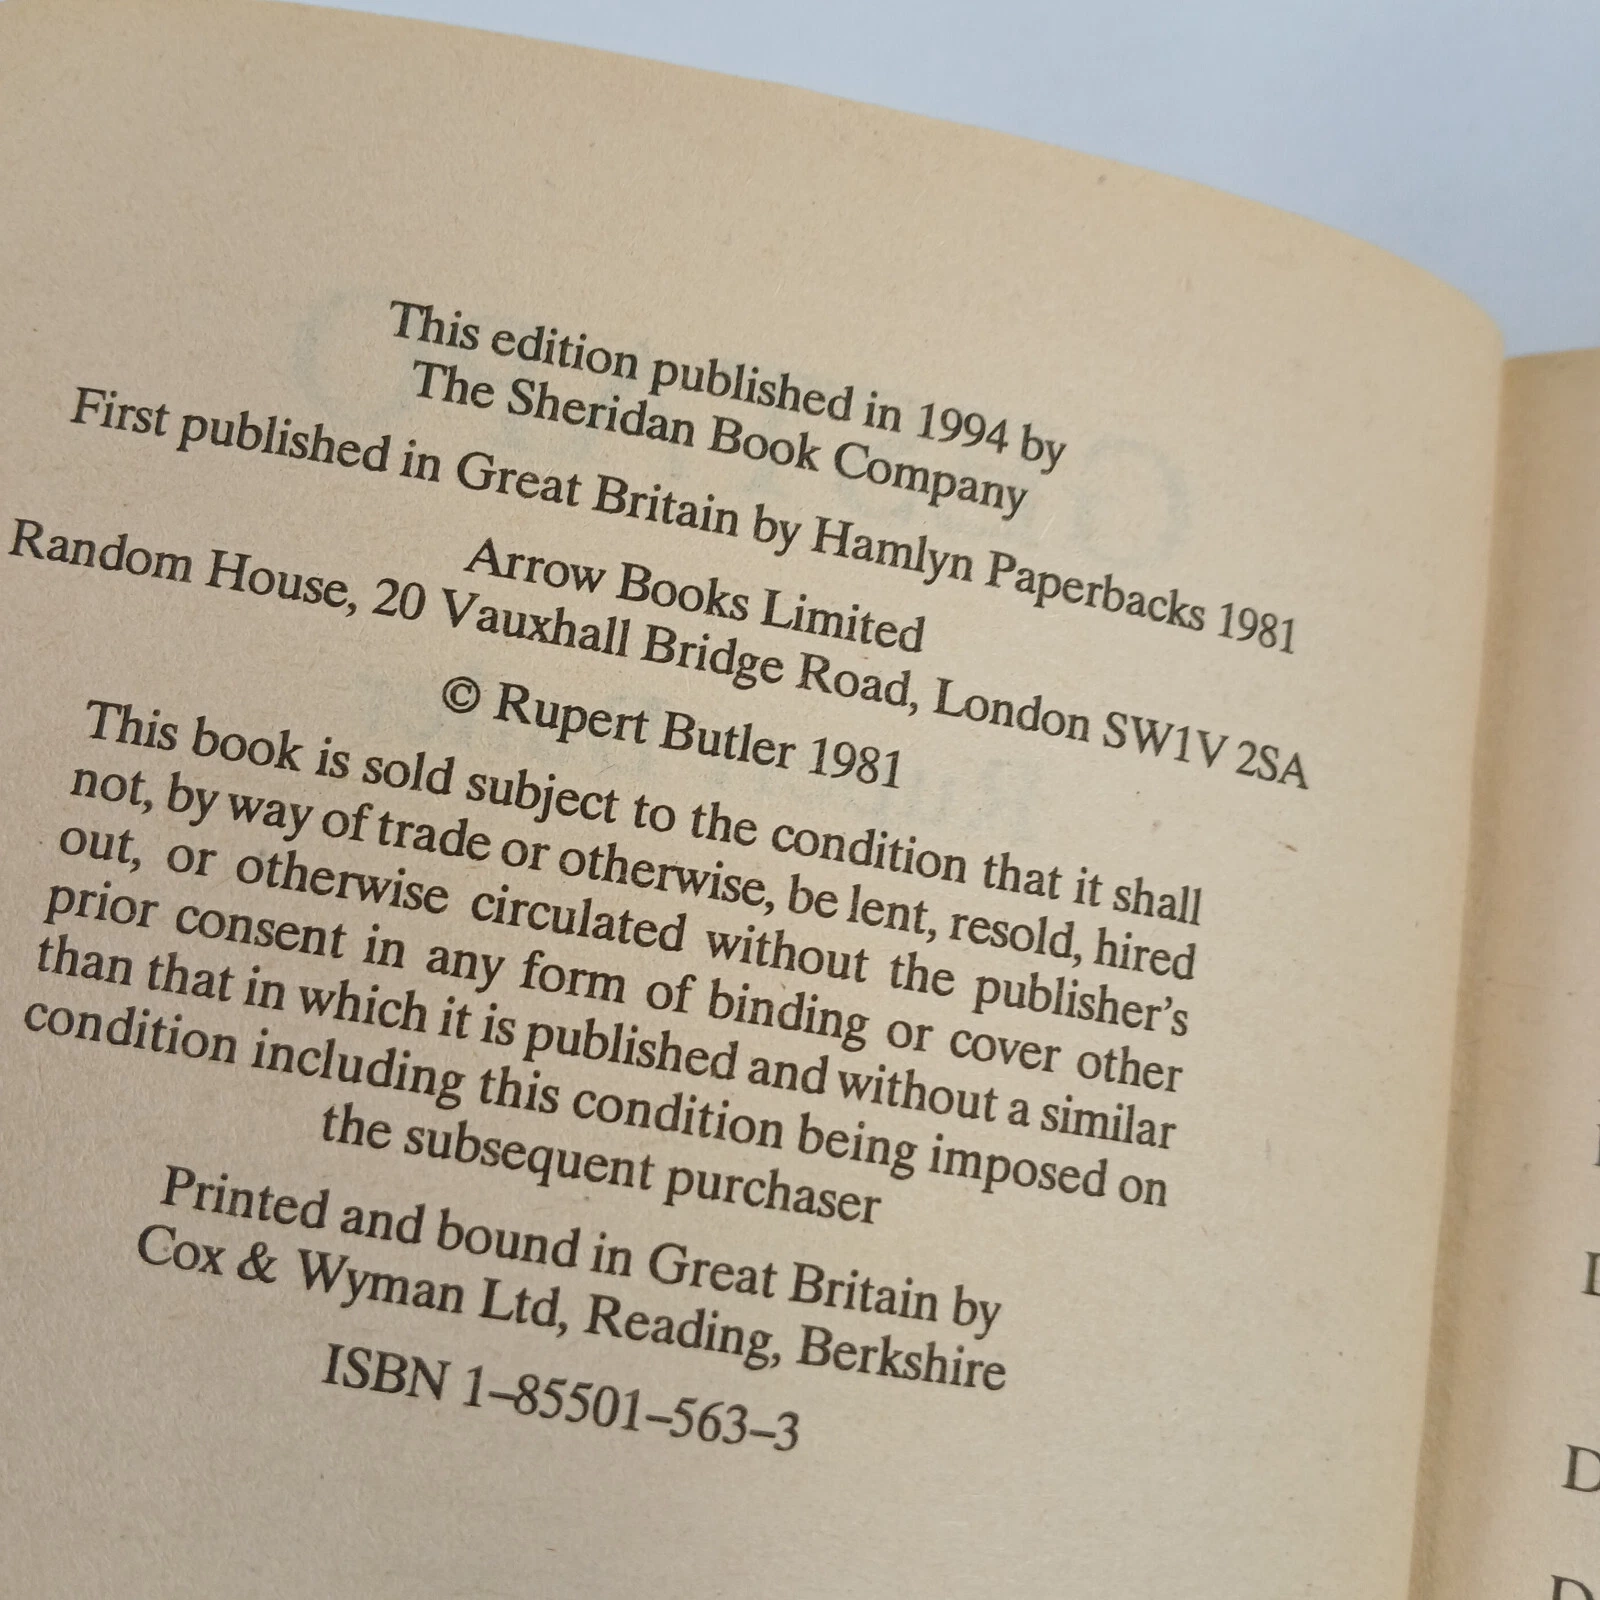 This edition published in 1994 by
The Sheridan Book Company
First published in Great Britain by Hamlyn Paperbacks 1981
Arrow Books Limited
Random House, 20 Vauxhall Bridge Road, London SW1V 2SA
© Rupert Butler 1981
This book is sold subject to the condition that it shall
not, by way of trade or otherwise, be lent, resold, hired
out, or otherwise circulated without the publisher's
prior consent in any form of binding or cover other
than that in which it is published and without a similar
condition including this condition being imposed on
the subsequent purchaser
Printed and bound in Great Britain by
Cox & Wyman Ltd, Reading, Berkshire
ISBN 1–85501–563–3